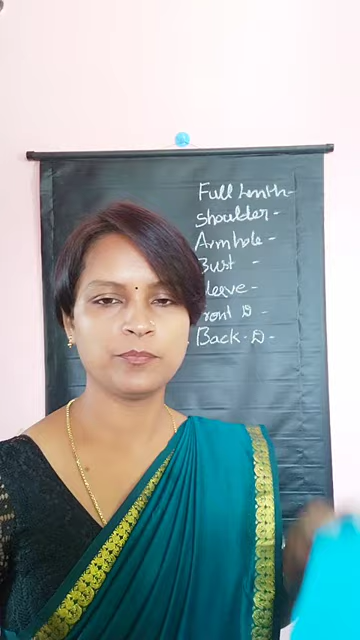 Full Lenth-
Shoulder-
Armhole-
Bust -
leeve-
ront D -
Back-D-